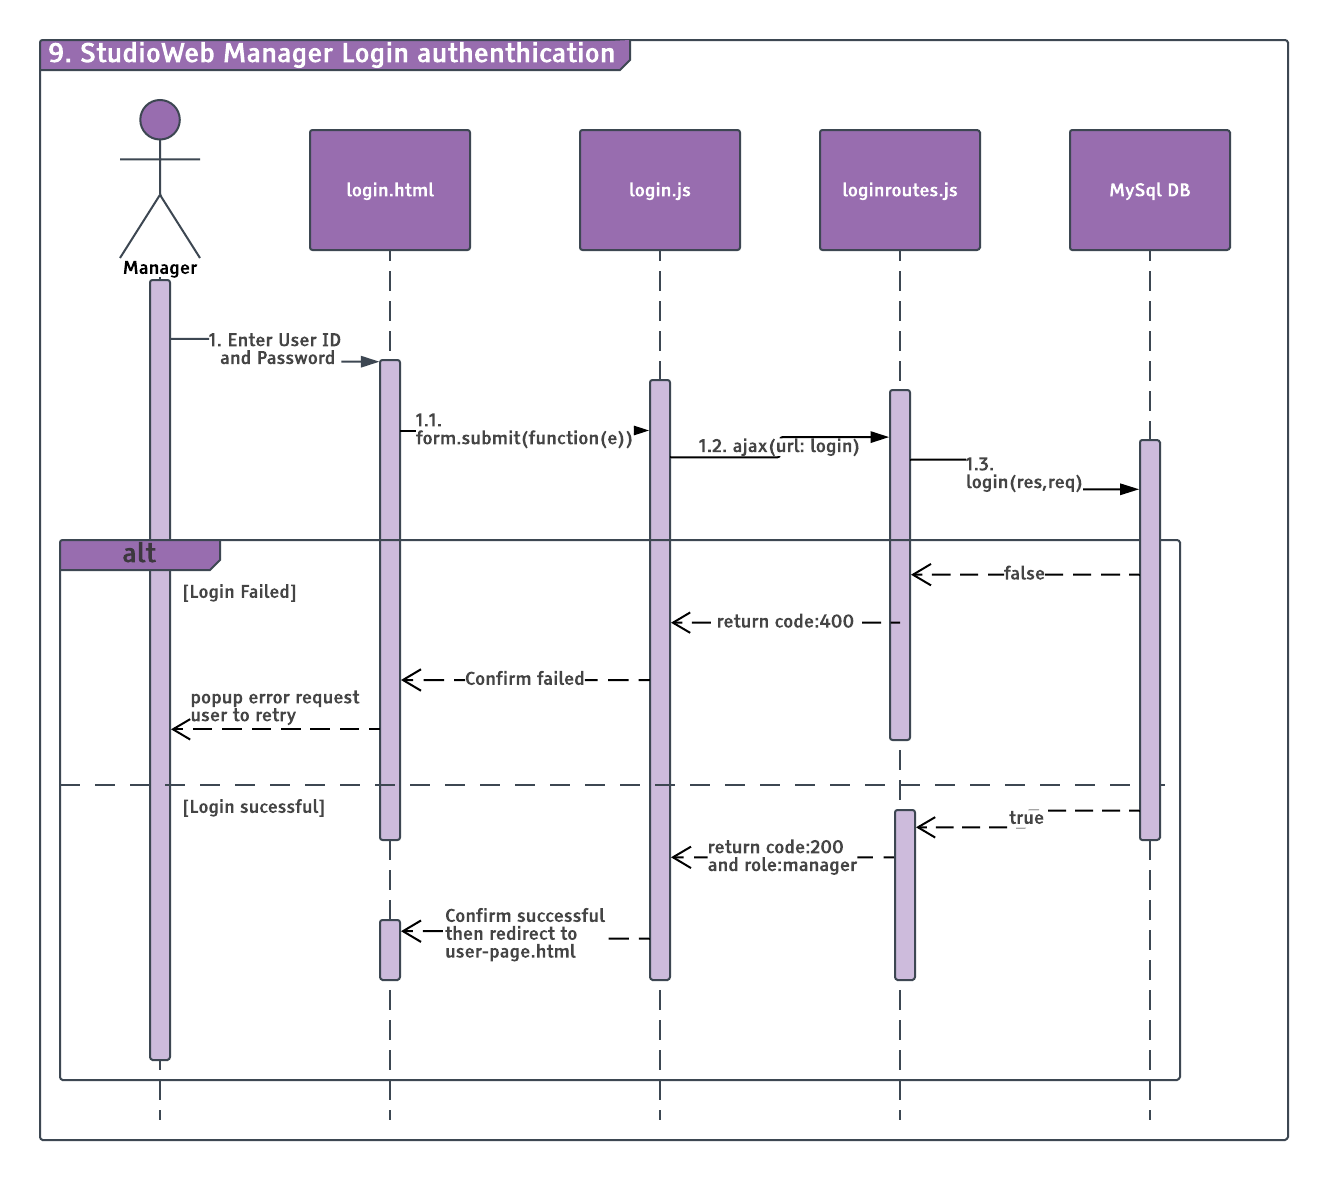 9. StudioWeb Manager Login authenthication
login.html
login.js
loginroutes.js
MySql DB
Manager
1. Enter User ID
and Password
1.1.
form.submit(function(e))
1.2. ajax(url: login)
1.3.
login(res,req)
alt
[Login Failed]
false
return code:400
Confirm failed
popup error request
user to retry
[Login sucessful]
true
return code:200
and role:manager
Confirm successful
then redirect to
user-page.html